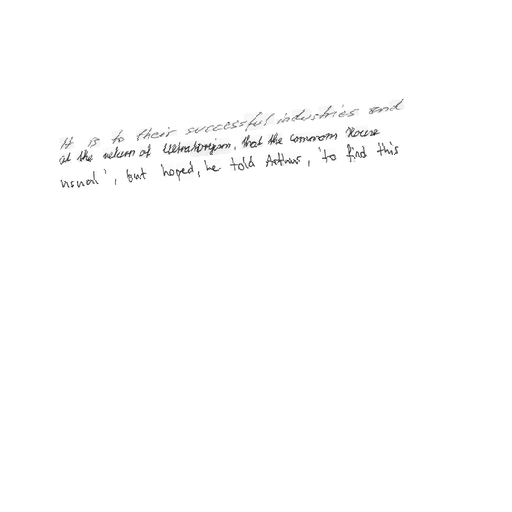 It is to their successful industries and
at the return of Ultratoryism, that the common House
usual', but hoped, he told Arthur, 'to find this